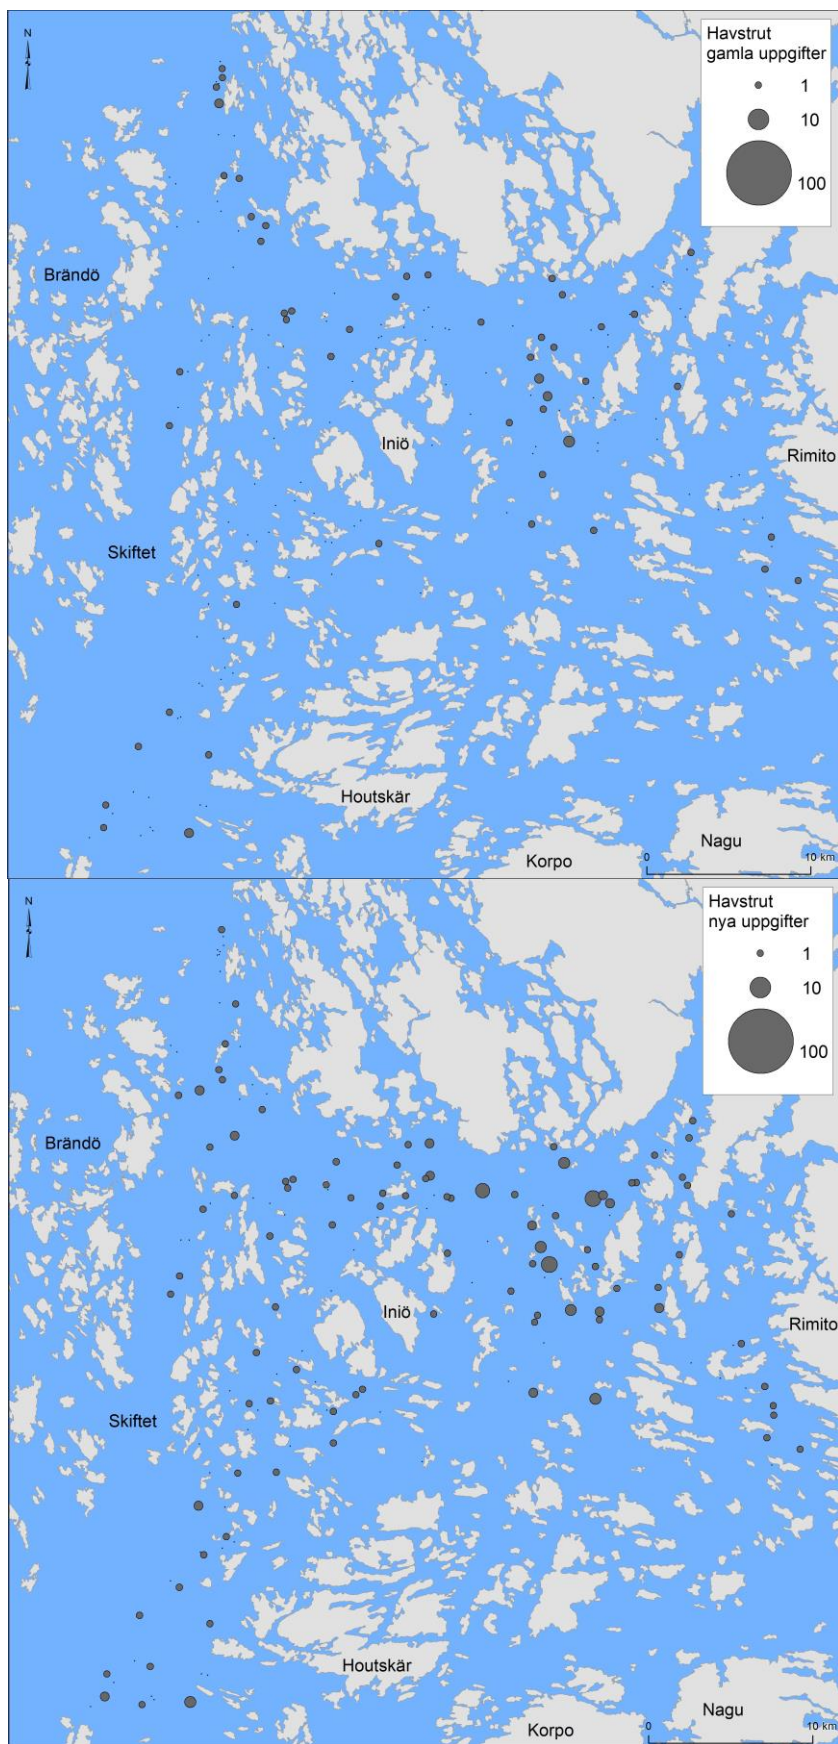 N
Havstrut
gamla uppgifter
1
10
100
Brändö
Iniö
Rimito
Skiftet
Houtskär
Nagu
Korpo
0
10 km
N
Havstrut
nya uppgifter
1
10
100
Brändö
Iniö
Rimito
Skiftet
Houtskär
Nagu
Korpo
0
10 km